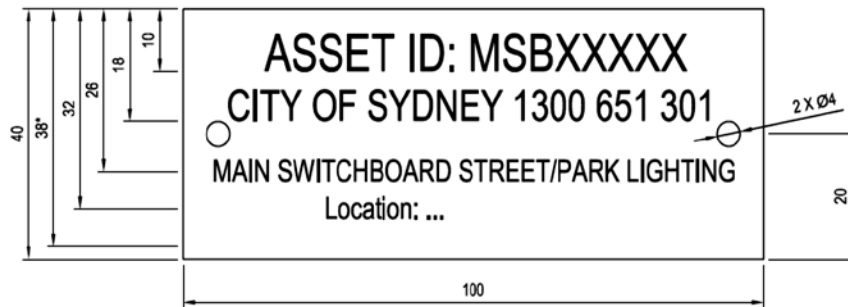 ASSET ID: MSBXXXXX
CITY OF SYDNEY 1300 651 301
MAIN SWITCHBOARD STREET/PARK LIGHTING
Location: ...
40
38*
32
26
18
10
2 X Ø4
20
100